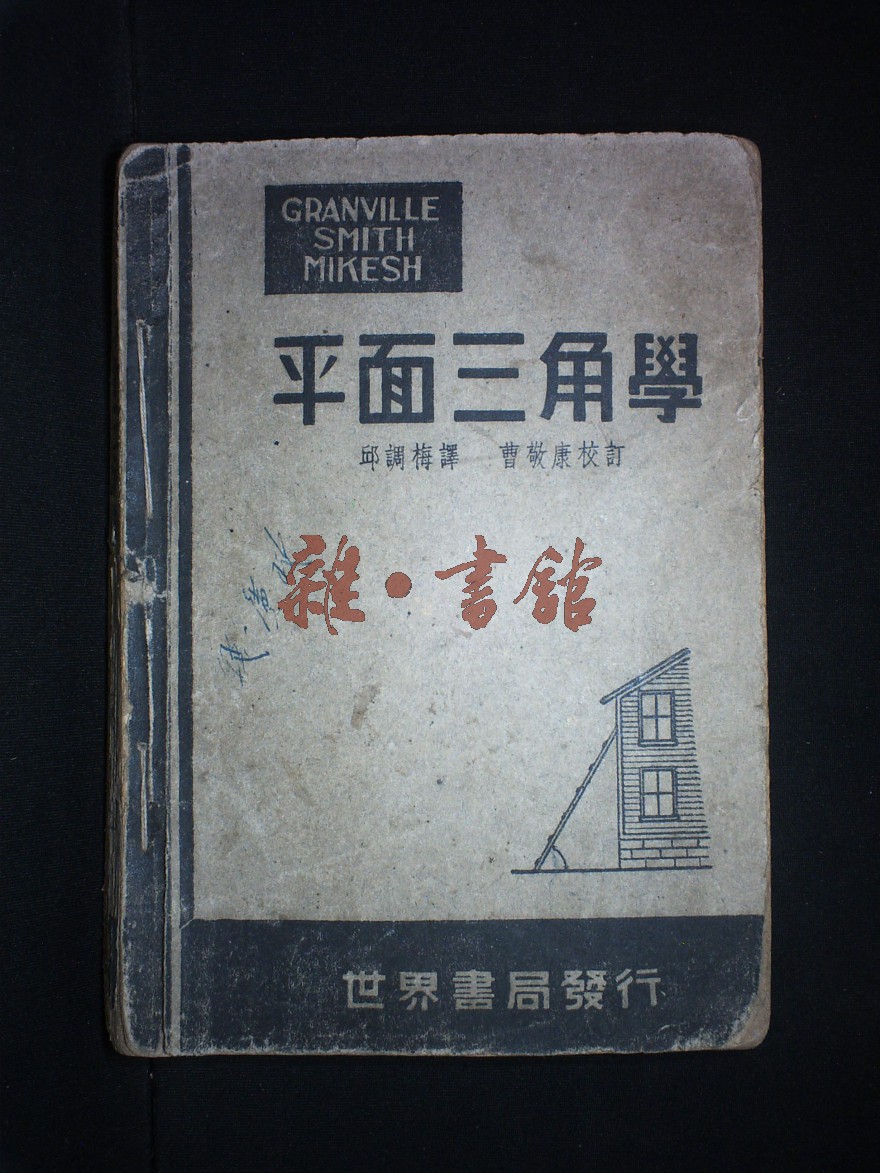 GRANVILLE
SMITH
MIKESH
平面三角學
邱調梅譯 曹敬康校訂
雜·書舘
世界書局發行